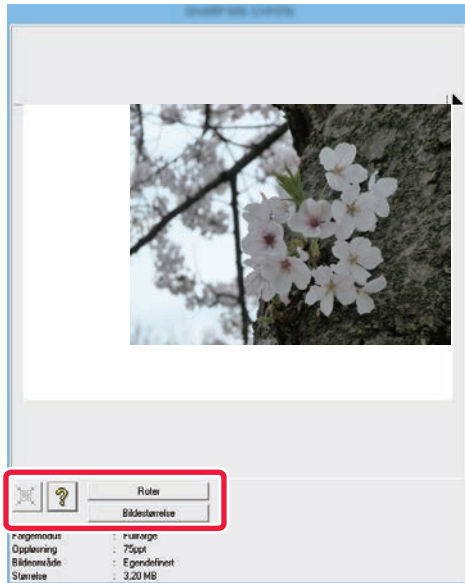 ?
Roter
Bildestørrelse
Fargemodus : Fullfarge
Oppløsning : 75ppt
Bildeområde : Egendefinert
Størrelse : 3,20 MB